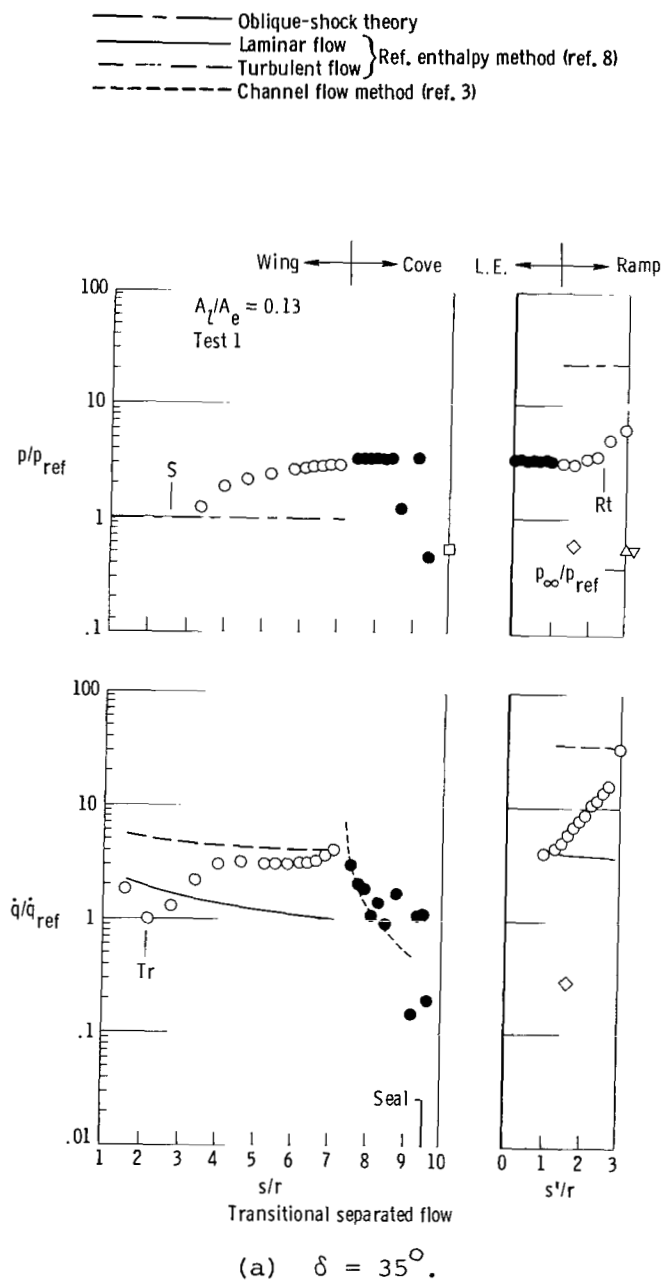 Oblique-shock theory
Laminar flow
Turbulent flow
Ref. enthalpy method (ref. 8)
Channel flow method (ref. 3)
Wing
Cove
L.E.
Ramp
A_l/A_e = 0.13
Test 1
100
10
1
.1
p/p_ref
S
Rt
p_∞/p_ref
100
10
1
.1
.01
q̇/q̇_ref
Tr
Seal
1 2 3 4 5 6 7 8 9 10
s/r
0 1 2 3
s'/r
Transitional separated flow
(a) δ = 35°.